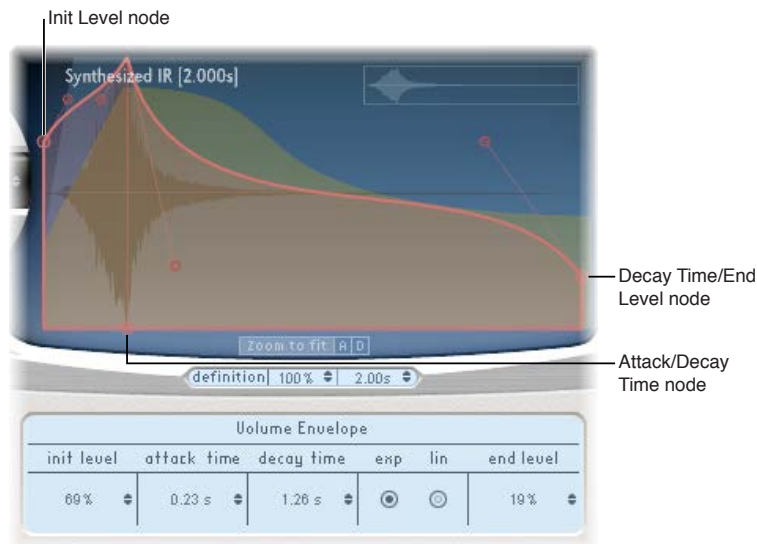 Init Level node
Synthesized IR [2.000s]
Decay Time/End
Level node
Zoom to fit A D
Attack/Decay
Time node
definition 100% 2.00s
Volume Envelope
init level attack time decay time exp lin end level
69% 0.23 s 1.26 s 19%